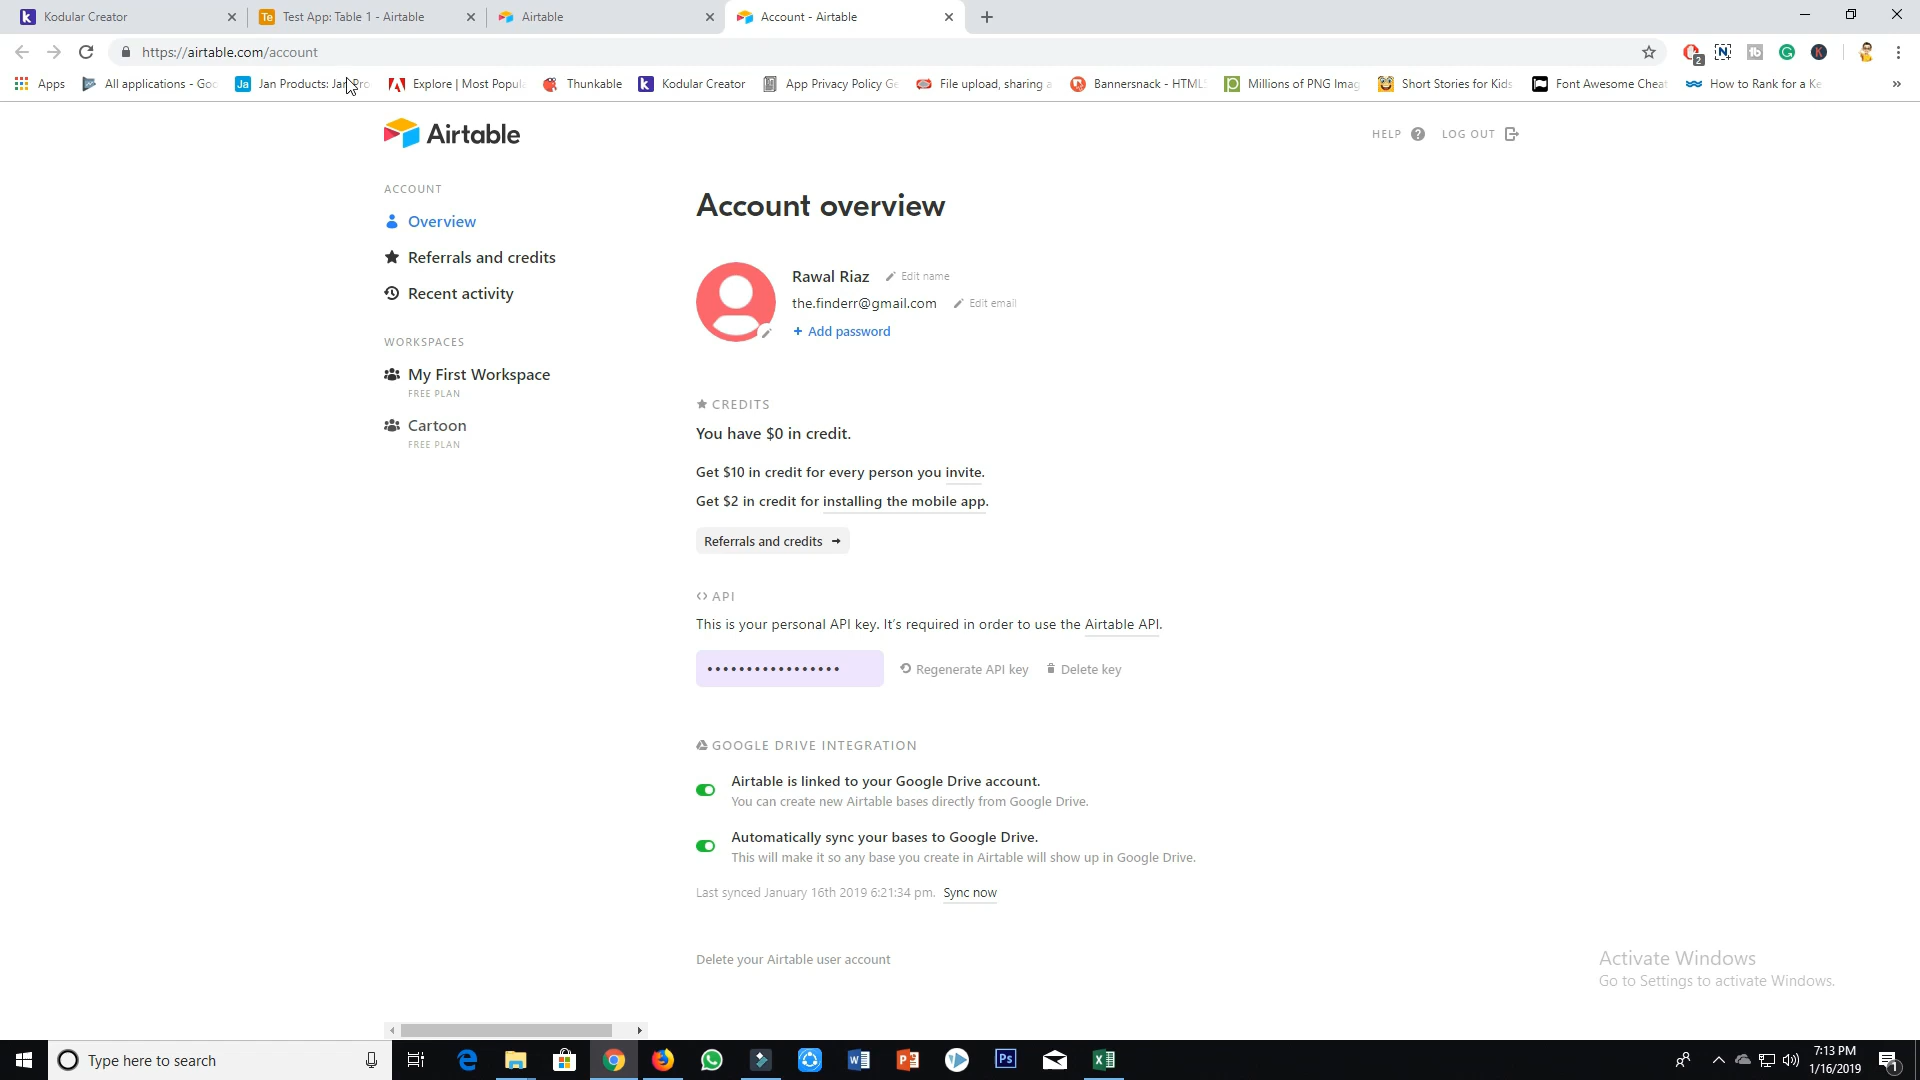 Kodular Creator
Test App: Table 1 - Airtable
Airtable
Account - Airtable
https://airtable.com/account
Apps
All applications - Goo
Jan Products: Jan Pro
Explore | Most Popula
Thunkable
Kodular Creator
App Privacy Policy Ge
File upload, sharing a
Bannersnack - HTML5
Millions of PNG Imag
Short Stories for Kids
Font Awesome Cheat
How to Rank for a Ke
Airtable
HELP
LOG OUT
ACCOUNT
Overview
Referrals and credits
Recent activity
WORKSPACES
My First Workspace
FREE PLAN
Cartoon
FREE PLAN
Account overview
Rawal Riaz
Edit name
the.finderr@gmail.com
Edit email
+ Add password
CREDITS
You have $0 in credit.
Get $10 in credit for every person you invite.
Get $2 in credit for installing the mobile app.
Referrals and credits →
<> API
This is your personal API key. It's required in order to use the Airtable API.
•••••••••••••••••
Regenerate API key
Delete key
GOOGLE DRIVE INTEGRATION
Airtable is linked to your Google Drive account.
You can create new Airtable bases directly from Google Drive.
Automatically sync your bases to Google Drive.
This will make it so any base you create in Airtable will show up in Google Drive.
Last synced January 16th 2019 6:21:34 pm. Sync now
Delete your Airtable user account
Activate Windows
Go to Settings to activate Windows.
Type here to search
7:13 PM
1/16/2019